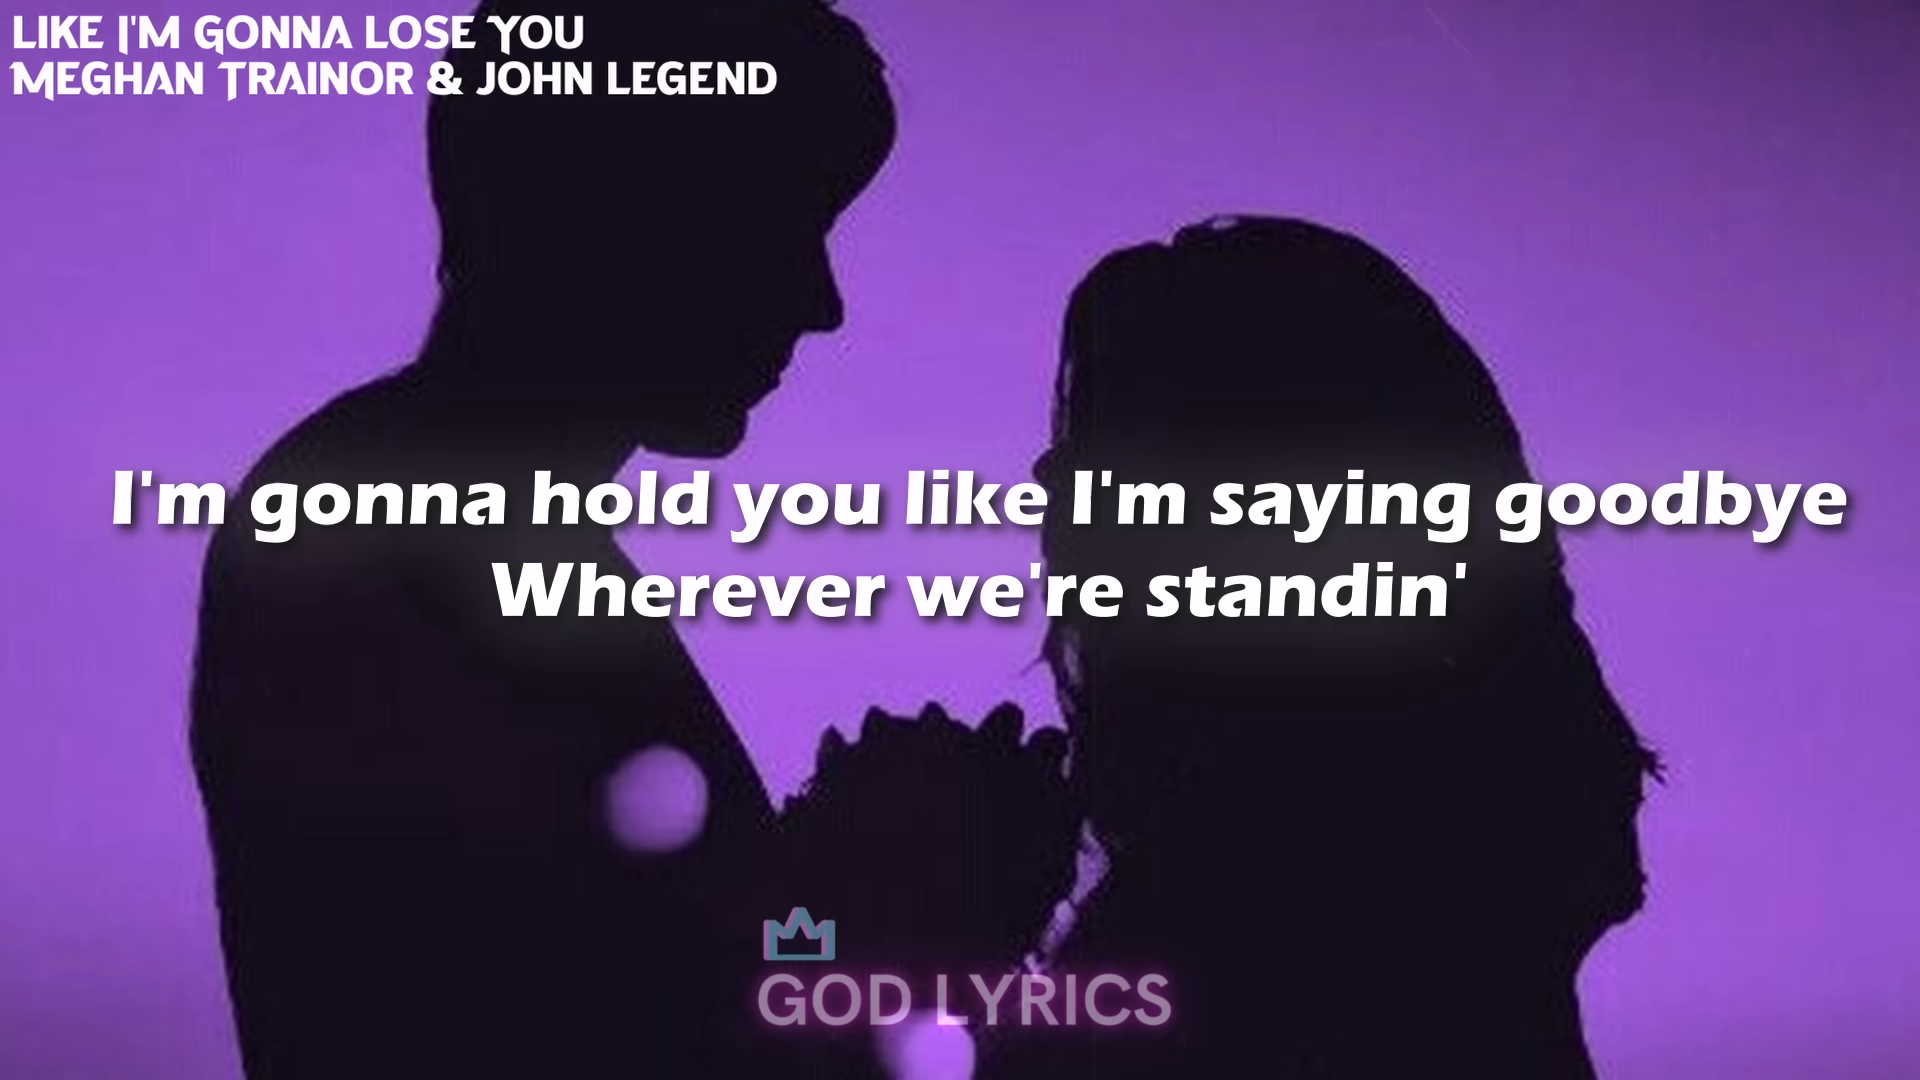 LIKE I'M GONNA LOSE YOU
MEGHAN TRAINOR & JOHN LEGEND
I'm gonna hold you like I'm saying goodbye
Wherever we're standin'
GOD LYRICS